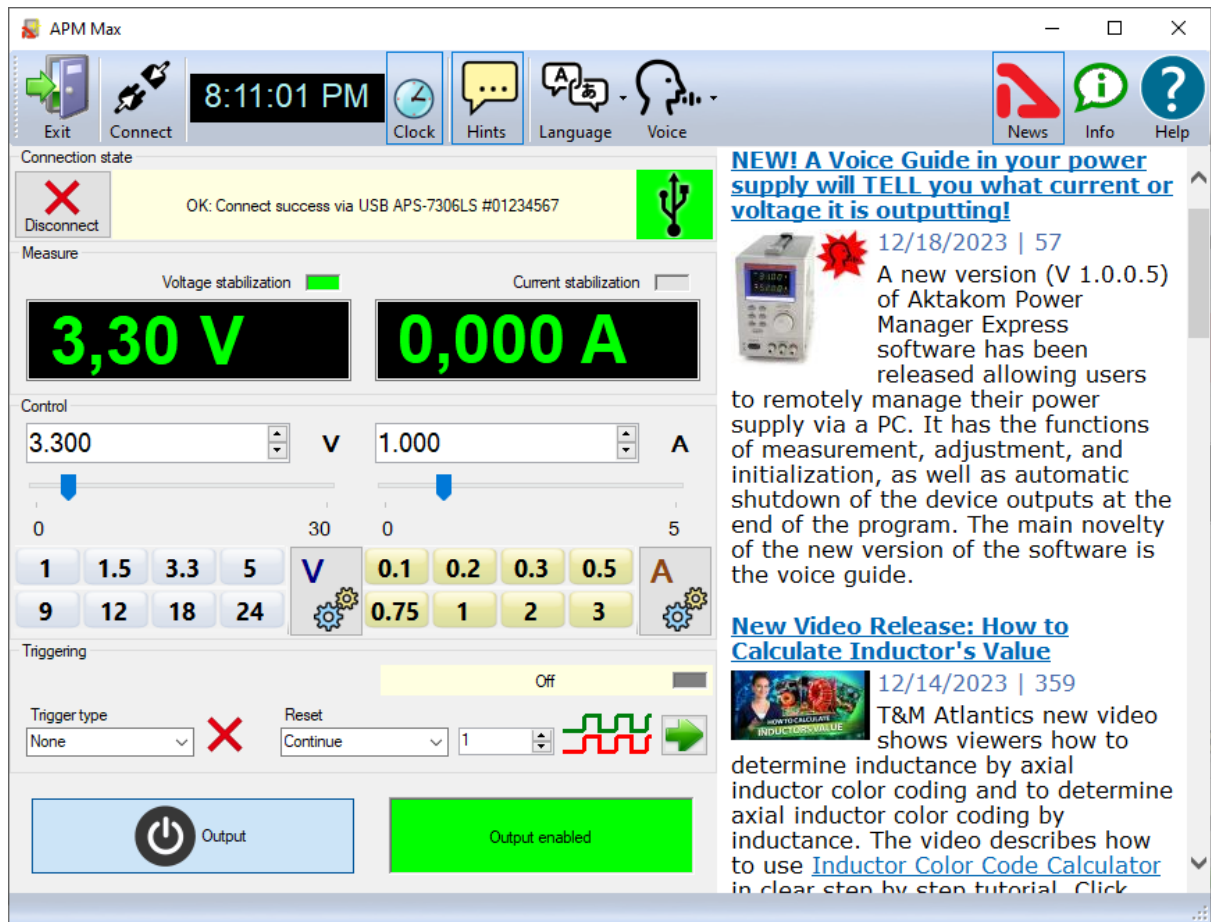 APM Max
Exit
Connect
8:11:01 PM
Clock
Hints
Language
Voice
News
Info
Help
Connection state
Disconnect
OK: Connect success via USB APS-7306LS #01234567
Measure
Voltage stabilization
Current stabilization
3,30 V
0,000 A
Control
3.300 V
1.000 A
0 30
0 5
1 1.5 3.3 5 V 0.1 0.2 0.3 0.5 A
9 12 18 24 0.75 1 2 3
Triggering
Off
Trigger type
Reset
None
Continue
1
Output
Output enabled
NEW! A Voice Guide in your power
supply will TELL you what current or
voltage it is outputting!
12/18/2023 | 57
A new version (V 1.0.0.5)
of Aktakom Power
Manager Express
software has been
released allowing users
to remotely manage their power
supply via a PC. It has the functions
of measurement, adjustment, and
initialization, as well as automatic
shutdown of the device outputs at the
end of the program. The main novelty
of the new version of the software is
the voice guide.
New Video Release: How to
Calculate Inductor's Value
12/14/2023 | 359
HOW TO CALCULATE
INDUCTORS VALUE
T&M Atlantics new video
shows viewers how to
determine inductance by axial
inductor color coding and to determine
axial inductor color coding by
inductance. The video describes how
to use Inductor Color Code Calculator
in clear step by step tutorial. Click